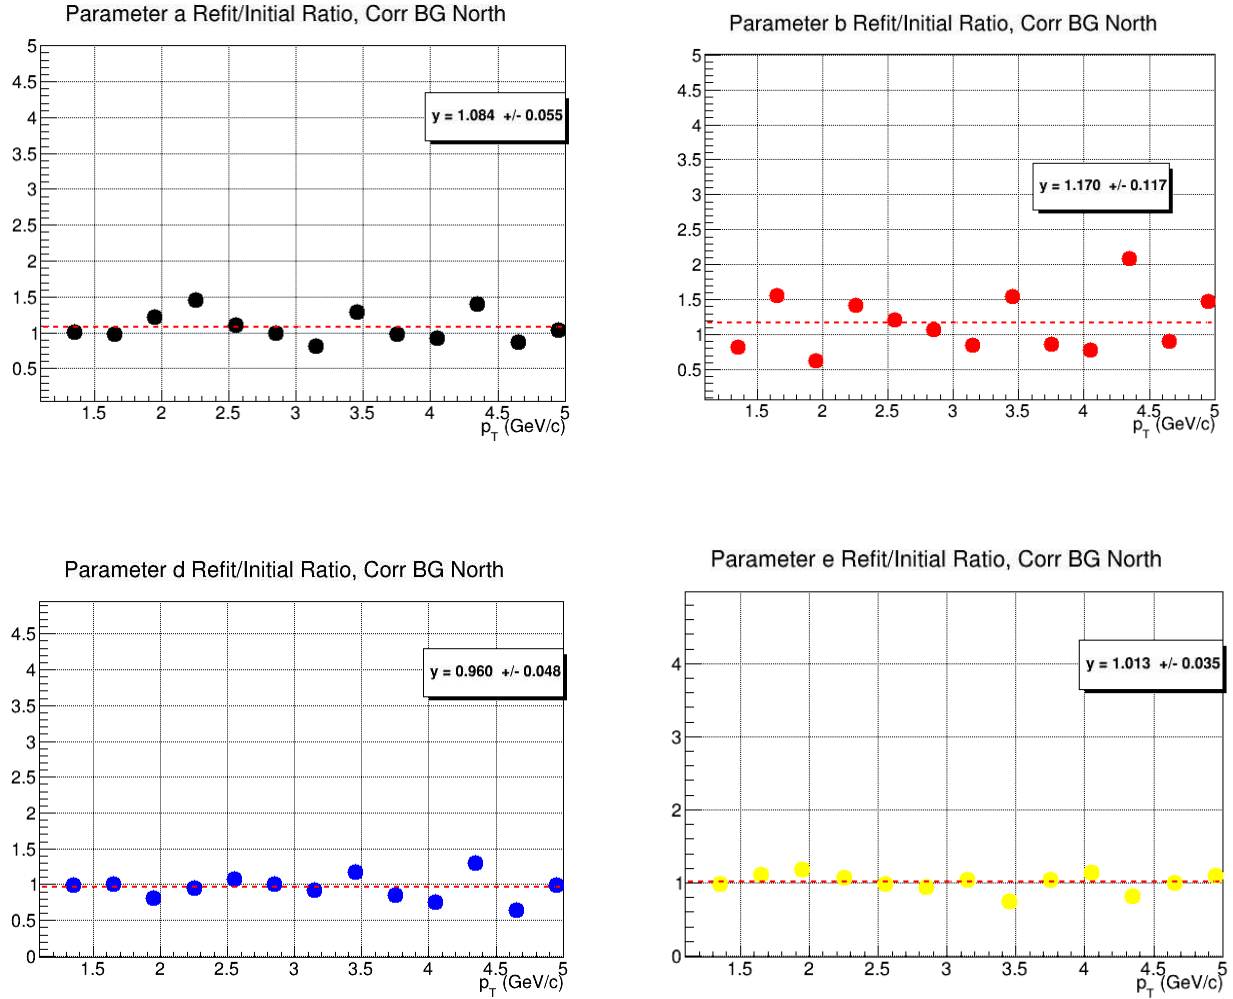 Parameter a Refit/Initial Ratio, Corr BG North
5
4.5
4
3.5
3
2.5
2
1.5
1
0.5
y = 1.084 +/- 0.055
1.5 2 2.5 3 3.5 4 4.5 5
p_T (GeV/c)
Parameter b Refit/Initial Ratio, Corr BG North
5
4.5
4
3.5
3
2.5
2
1.5
1
0.5
y = 1.170 +/- 0.117
1.5 2 2.5 3 3.5 4 4.5 5
p_T (GeV/c)
Parameter d Refit/Initial Ratio, Corr BG North
4.5
4
3.5
3
2.5
2
1.5
1
0.5
0
y = 0.960 +/- 0.048
1.5 2 2.5 3 3.5 4 4.5 5
p_T (GeV/c)
Parameter e Refit/Initial Ratio, Corr BG North
4
3
2
1
0
y = 1.013 +/- 0.035
1.5 2 2.5 3 3.5 4 4.5 5
p_T (GeV/c)